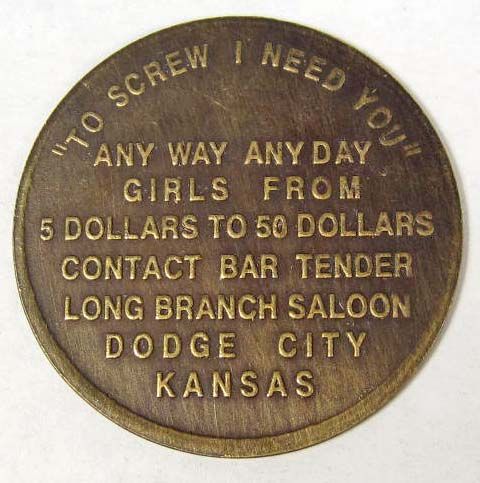 "TO SCREW I NEED YOU"
ANY WAY ANY DAY
GIRLS FROM
5 DOLLARS TO 50 DOLLARS
CONTACT BAR TENDER
LONG BRANCH SALOON
DODGE CITY
KANSAS